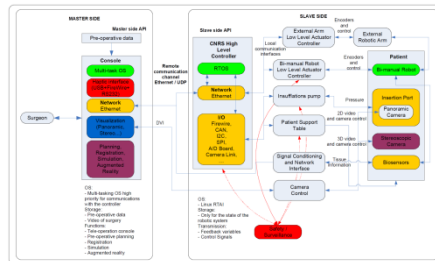 MASTER SIDE
Master side API
Pre-operative data
Console
Multi-task OS
Network
Ethernet
Visualization
(Panoramic,
Stereo,...)
Planning,
Registration,
Simulation,
Augmented
Reality
Surgeon
OS:
- Multi-tasking OS high
priority for communications
with the controller
Storage:
- Pre-operative data
- Video of surgery
Functions:
- Tele-operation console
- Pre-operative planning
- Registration
- Simulation
- Augmented reality
Remote
communication
channel
Ethernet / UDP
DVI
SLAVE SIDE
Slave side API
CNRS High
Level
Controller
RTOS
Network
Ethernet
I/O
Firewire,
CAN,
I2C,
SPI,
A/D Board,
Camera Link,
...
OS:
- Linux RTAI
Storage:
- Only for the state of the
robotic system
Transmission:
- Feedback variables
- Control Signals
Local
communication
interfaces
External Arm
Low Level Actuator
Controller
Bi-manual Robot
Low Level Actuator
Controller
Insufflations pump
Patient Support
Table
Signal Conditioning
and Network
Interface
Camera
Control
Safety /
Surveillance
Encoders
and
control
External
Robotic Arm
Encoders
and
control
Pressure
2D video
and camera control
3D video
and camera control
Tissue
information
Patient
Bi-manual Robot
Insertion Port
Panoramic
Camera
Stereoscopic
Camera
Biosensors